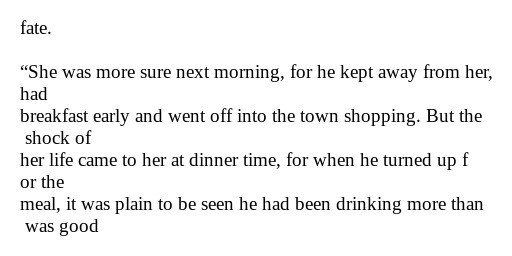 fate.
“She was more sure next morning, for he kept away from her,
had
breakfast early and went off into the town shopping. But the
shock of
her life came to her at dinner time, for when he turned up f
or the
meal, it was plain to be seen he had been drinking more than
was good